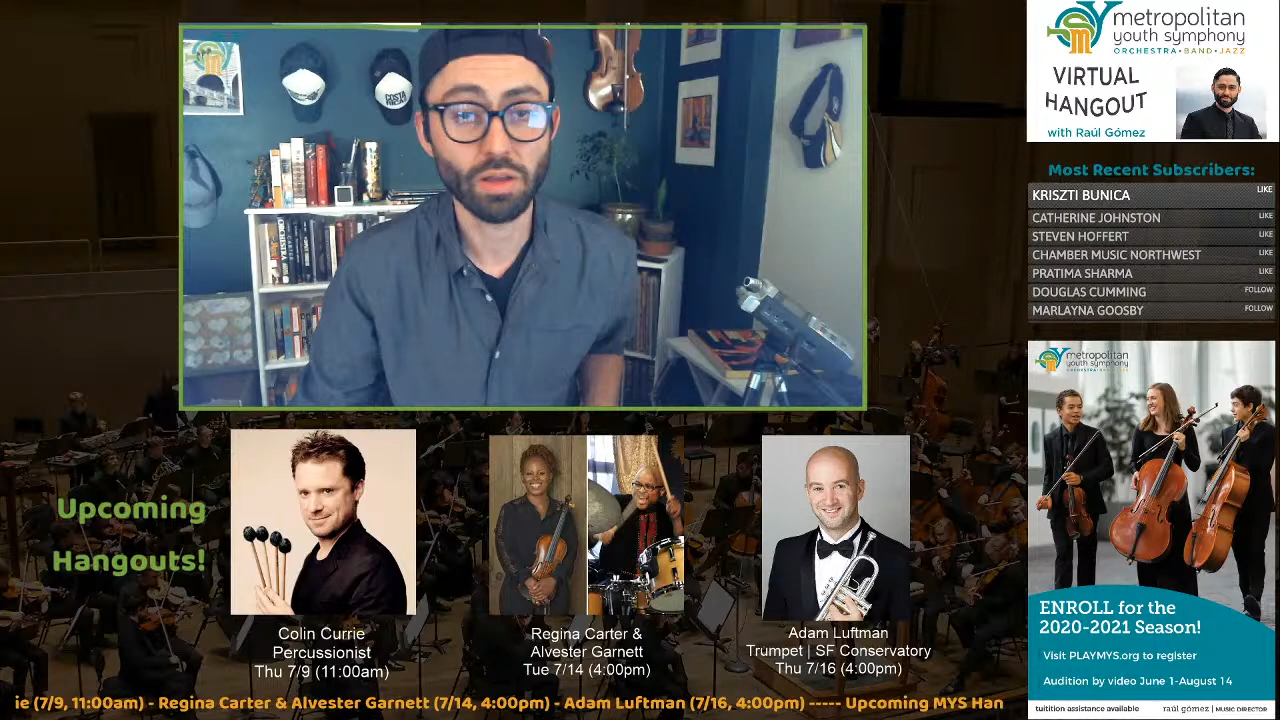 metropolitan
youth symphony
ORCHESTRA • BAND • JAZZ
VIRTUAL
HANGOUT
with Raúl Gómez
Most Recent Subscribers:
KRISZTI BUNICA LIKE
CATHERINE JOHNSTON LIKE
STEVEN HOFFERT LIKE
CHAMBER MUSIC NORTHWEST LIKE
PRATIMA SHARMA LIKE
DOUGLAS CUMMING FOLLOW
MARLAYNA GOOSBY FOLLOW
metropolitan
youth symphony
ORCHESTRA • BAND • JAZZ
ENROLL for the
2020-2021 Season!
Visit PLAYMYS.org to register
Audition by video June 1-August 14
tuition assistance available
raúl gómez | MUSIC DIRECTOR
COSTA
Upcoming
Hangouts!
Colin Currie
Percussionist
Thu 7/9 (11:00am)
Regina Carter &
Alvester Garnett
Tue 7/14 (4:00pm)
Adam Luftman
Trumpet | SF Conservatory
Thu 7/16 (4:00pm)
ie (7/9, 11:00am) - Regina Carter & Alvester Garnett (7/14, 4:00pm) - Adam Luftman (7/16, 4:00pm) ----- Upcoming MYS Han